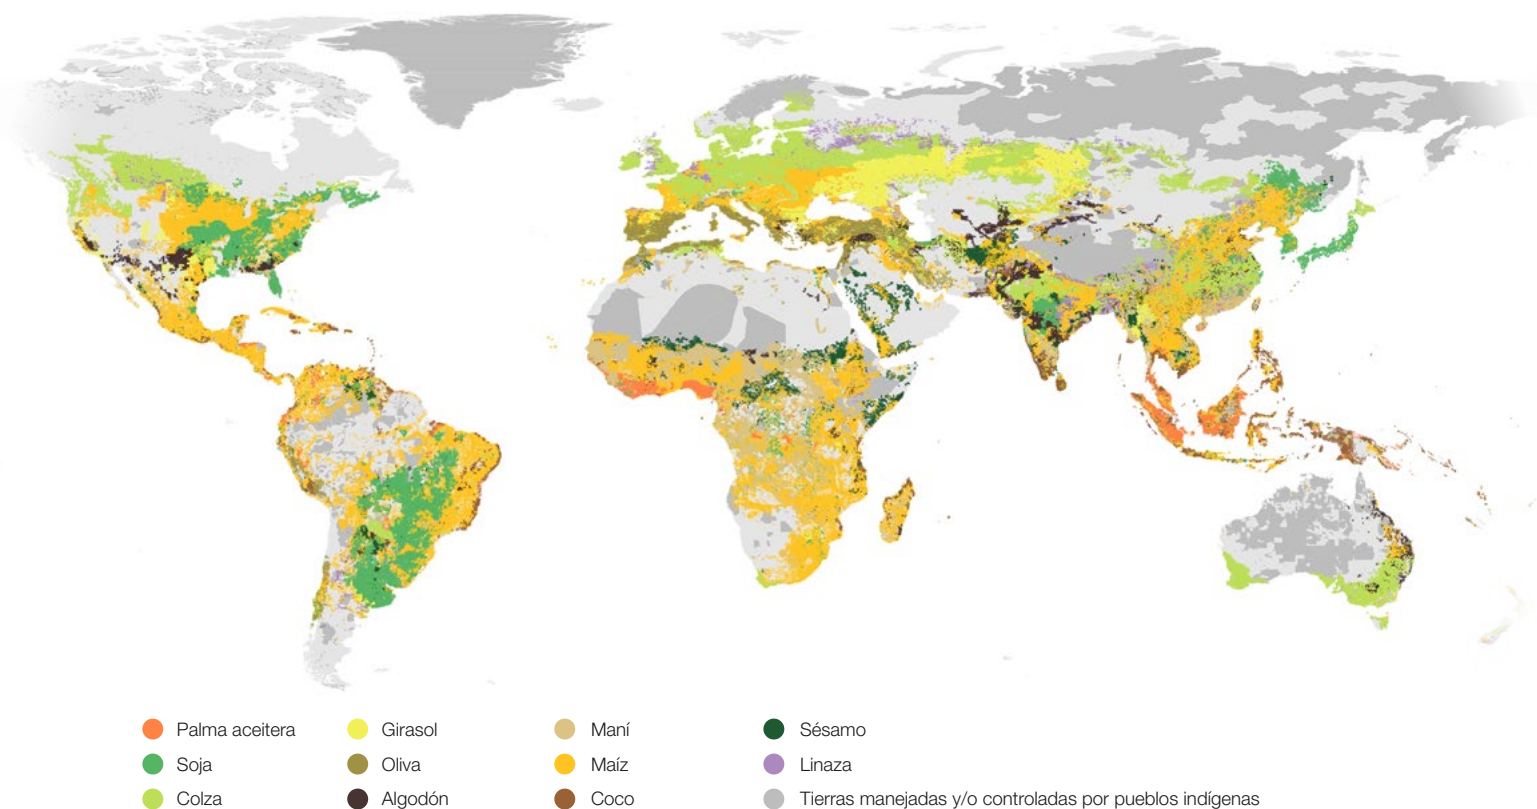 Palma aceitera
Girasol
Maní
Sésamo
Soja
Oliva
Maíz
Linaza
Colza
Algodón
Coco
Tierras manejadas y/o controladas por pueblos indígenas